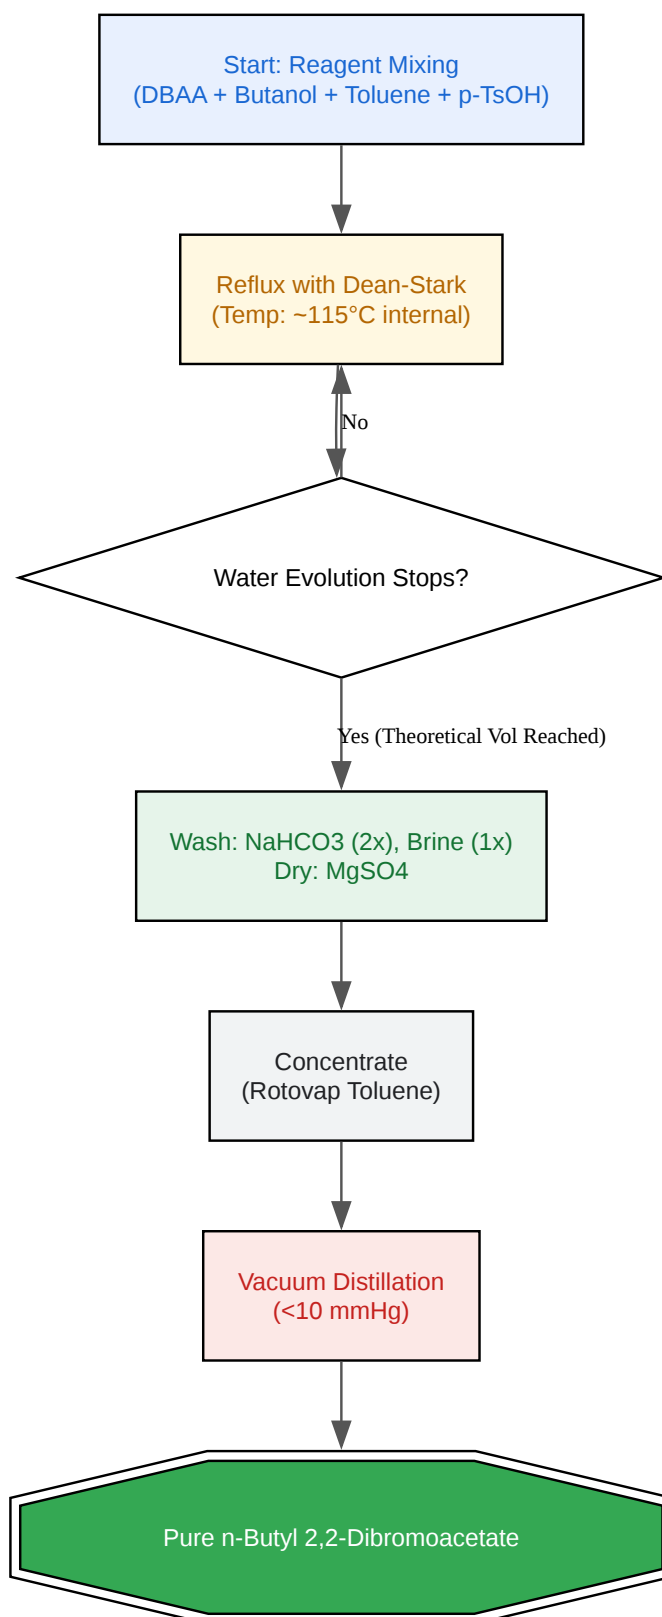 Start: Reagent Mixing
(DBAA + Butanol + Toluene + p-TsOH)
Reflux with Dean-Stark
(Temp: ~115°C internal)
No
Water Evolution Stops?
Yes (Theoretical Vol Reached)
Wash: NaHCO3 (2x), Brine (1x)
Dry: MgSO4
Concentrate
(Rotovap Toluene)
Vacuum Distillation
(<10 mmHg)
Pure n-Butyl 2,2-Dibromoacetate